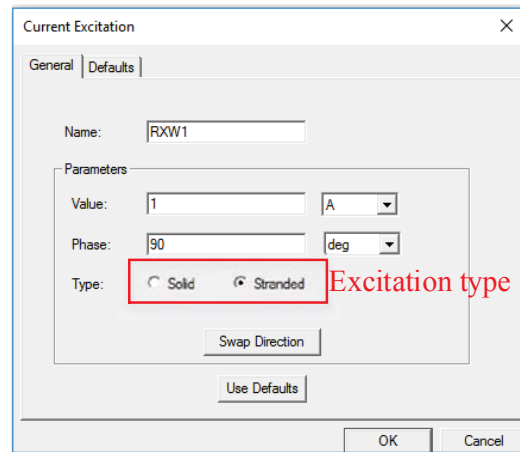 Current Excitation
General Defaults
Name: RXW1
Parameters
Value: 1 A
Phase: 90 deg
Type: Solid Stranded Excitation type
Swap Direction
Use Defaults
OK Cancel